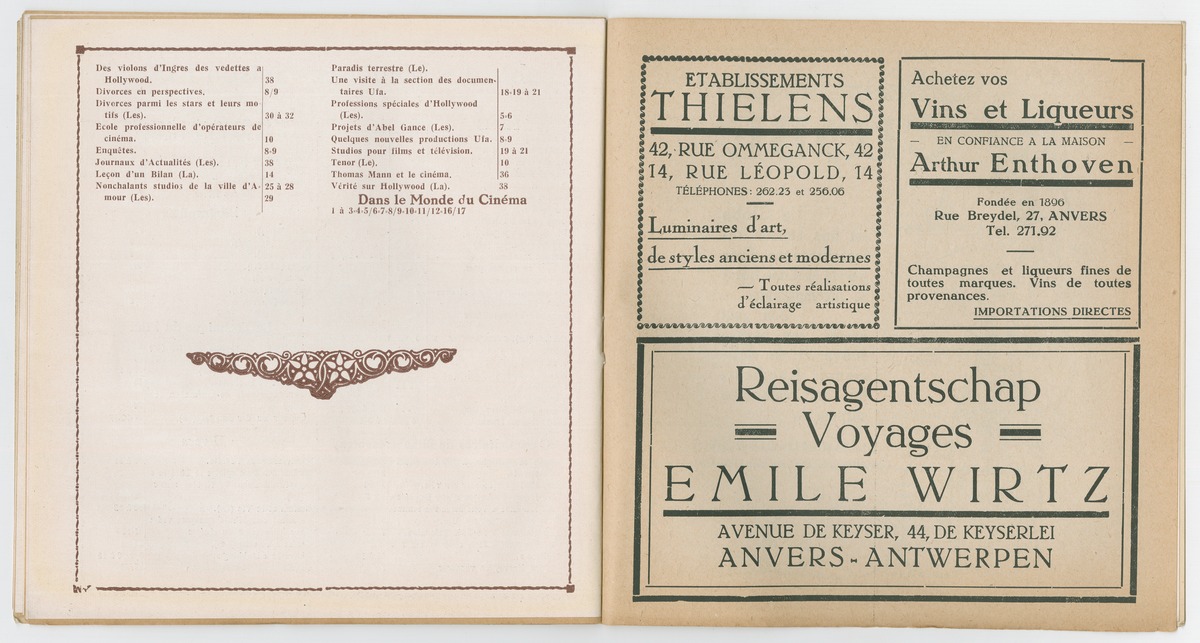 Des violons d'Ingres des vedettes a
Hollywood. 38
Divorces en perspectives. 8/9
Divorces parmi les stars et leurs mo-
tifs (Les). 30 à 32
Ecole professionnelle d'opérateurs de
cinéma. 10
Enquêtes. 8-9
Journaux d'Actualités (Les). 38
Leçon d'un Bilan (La). 14
Nonchalants studios de la ville d'A- 25 à 28
mour (Les). 29
Paradis terrestre (Le).
Une visite à la section des documen-
taires Ufa. 18-19 à 21
Professions spéciales d'Hollywood
(Les). 5-6
Projets d'Abel Gance (Les). 7
Quelques nouvelles productions Ufa. 8-9
Studios pour films et télévision. 19 à 21
Tenor (Le). 10
Thomas Mann et le cinéma. 36
Vérité sur Hollywood (La). 38
Dans le Monde du Cinéma
1 à 3-4-5/6-7-8/9-10-11/12-16/17
ETABLISSEMENTS
THIELENS
42, RUE OMMEGANCK, 42
14, RUE LÉOPOLD, 14
TÉLÉPHONES: 262.23 et 256.06
Luminaires d'art,
de styles anciens et modernes
— Toutes réalisations
d'éclairage artistique
Achetez vos
Vins et Liqueurs
— EN CONFIANCE A LA MAISON —
Arthur Enthoven
Fondée en 1896
Rue Breydel, 27, ANVERS
Tel. 271.92
Champagnes et liqueurs fines de
toutes marques. Vins de toutes
provenances.
IMPORTATIONS DIRECTES
Reisagentschap
Voyages
EMILE WIRTZ
AVENUE DE KEYSER, 44, DE KEYSERLEI
ANVERS - ANTWERPEN